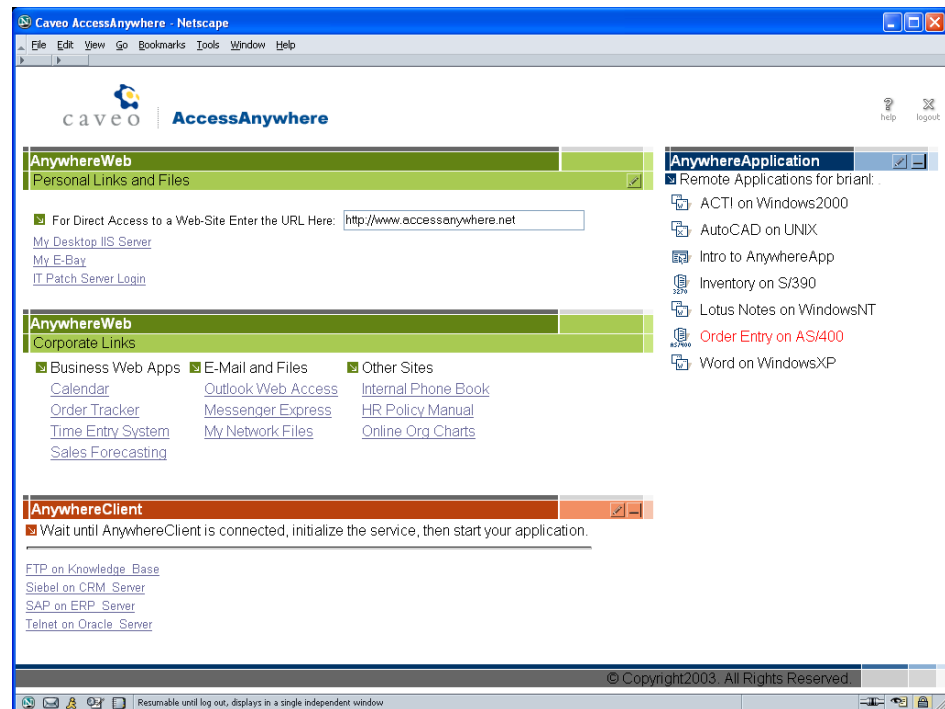 Caveo AccessAnywhere - Netscape
File Edit View Go Bookmarks Tools Window Help
caveo AccessAnywhere
help logout
AnywhereWeb
Personal Links and Files
For Direct Access to a Web-Site Enter the URL Here: http://www.accessanywhere.net
My Desktop IIS Server
My E-Bay
IT Patch Server Login
AnywhereWeb
Corporate Links
Business Web Apps
Calendar
Order Tracker
Time Entry System
Sales Forecasting
E-Mail and Files
Outlook Web Access
Messenger Express
My Network Files
Other Sites
Internal Phone Book
HR Policy Manual
Online Org Charts
AnywhereClient
Wait until AnywhereClient is connected, initialize the service, then start your application.
FTP on Knowledge Base
Siebel on CRM Server
SAP on ERP Server
Telnet on Oracle Server
AnywhereApplication
Remote Applications for brianl:
ACT! on Windows2000
AutoCAD on UNIX
Intro to AnywhereApp
3270 Inventory on S/390
Lotus Notes on WindowsNT
AS/400 Order Entry on AS/400
Word on WindowsXP
© Copyright2003. All Rights Reserved.
Resumable until log out, displays in a single independent window